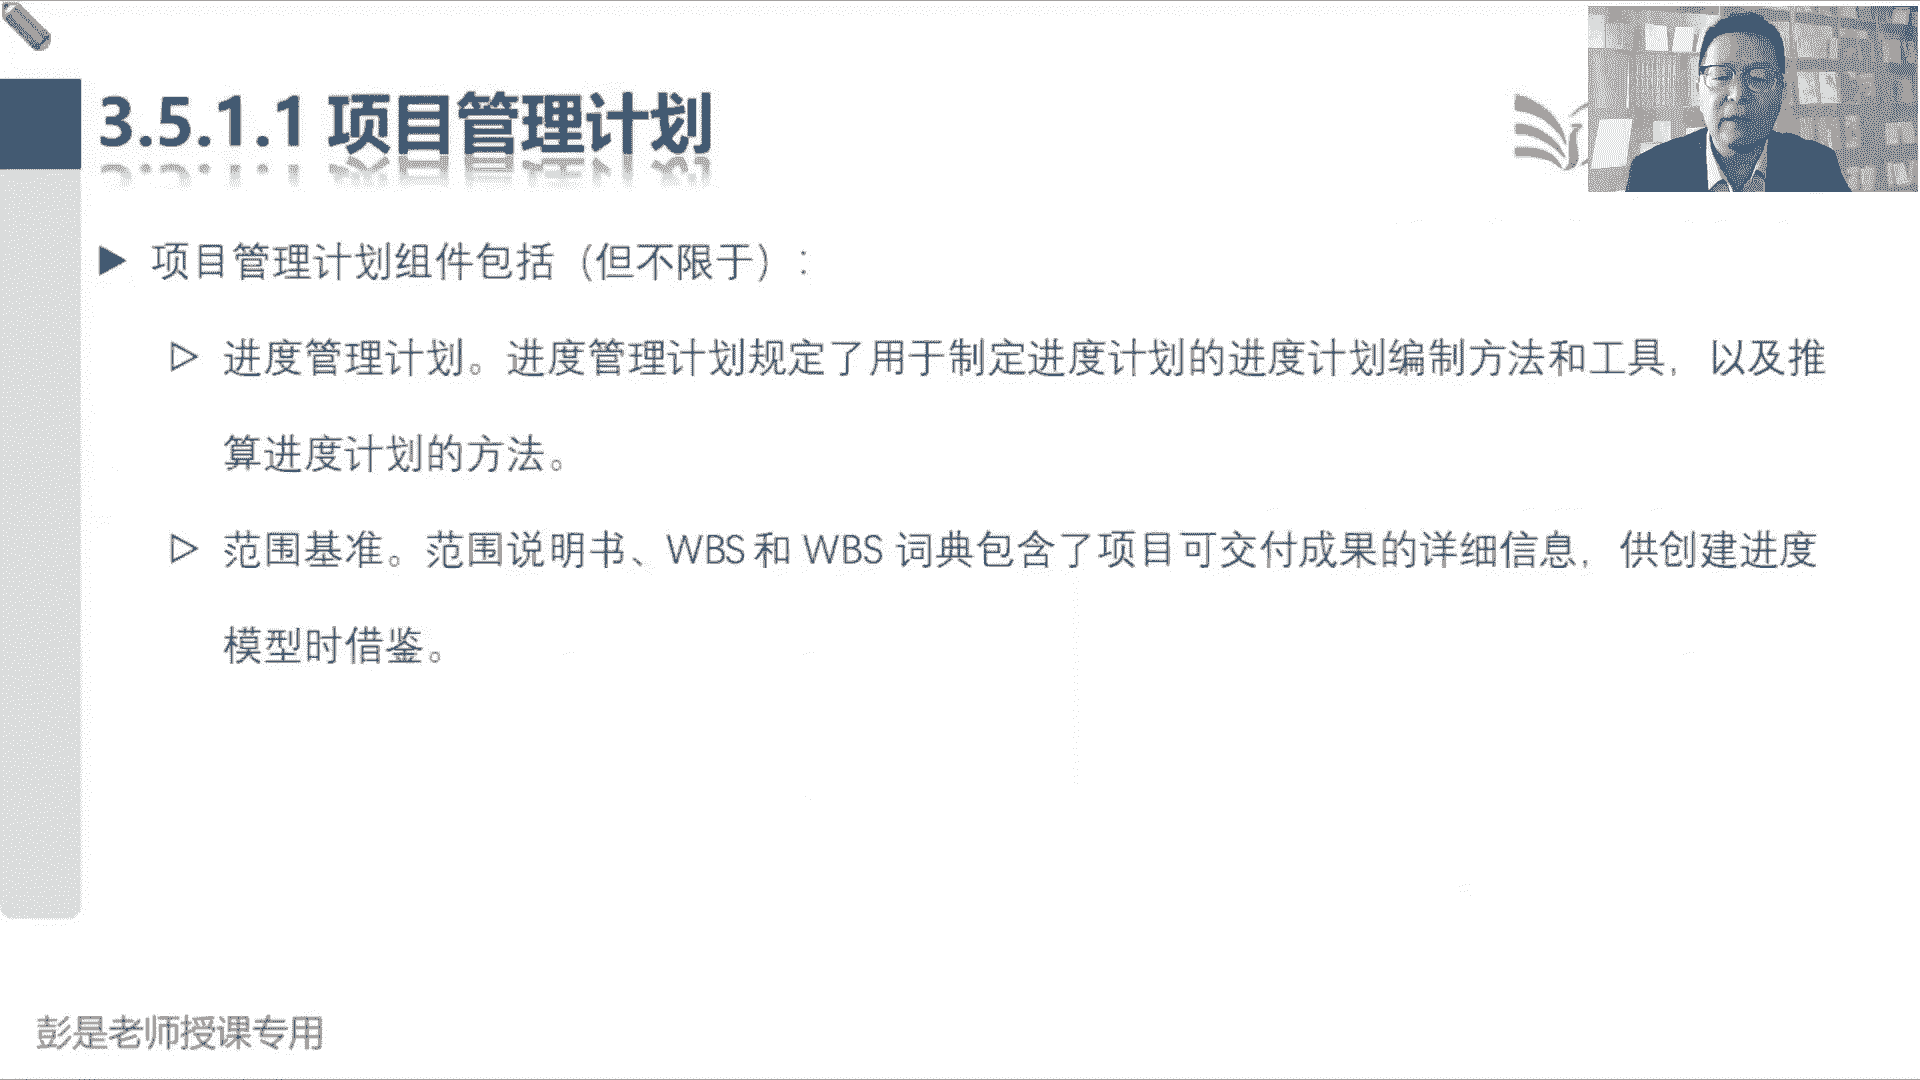 3.5.1.1 项目管理计划
项目管理计划组件包括（但不限于）：
进度管理计划。进度管理计划规定了用于制定进度计划的进度计划编制方法和工具，以及推
算进度计划的方法。
范围基准。范围说明书、WBS 和 WBS 词典包含了项目可交付成果的详细信息，供创建进度
模型时借鉴。
彭是老师授课专用